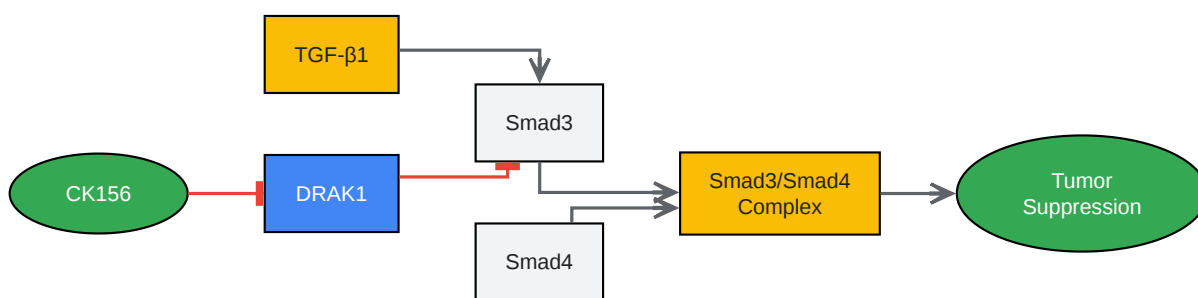 TGF-β1
Smad3
CK156
DRAK1
Smad3/Smad4
Complex
Tumor
Suppression
Smad4